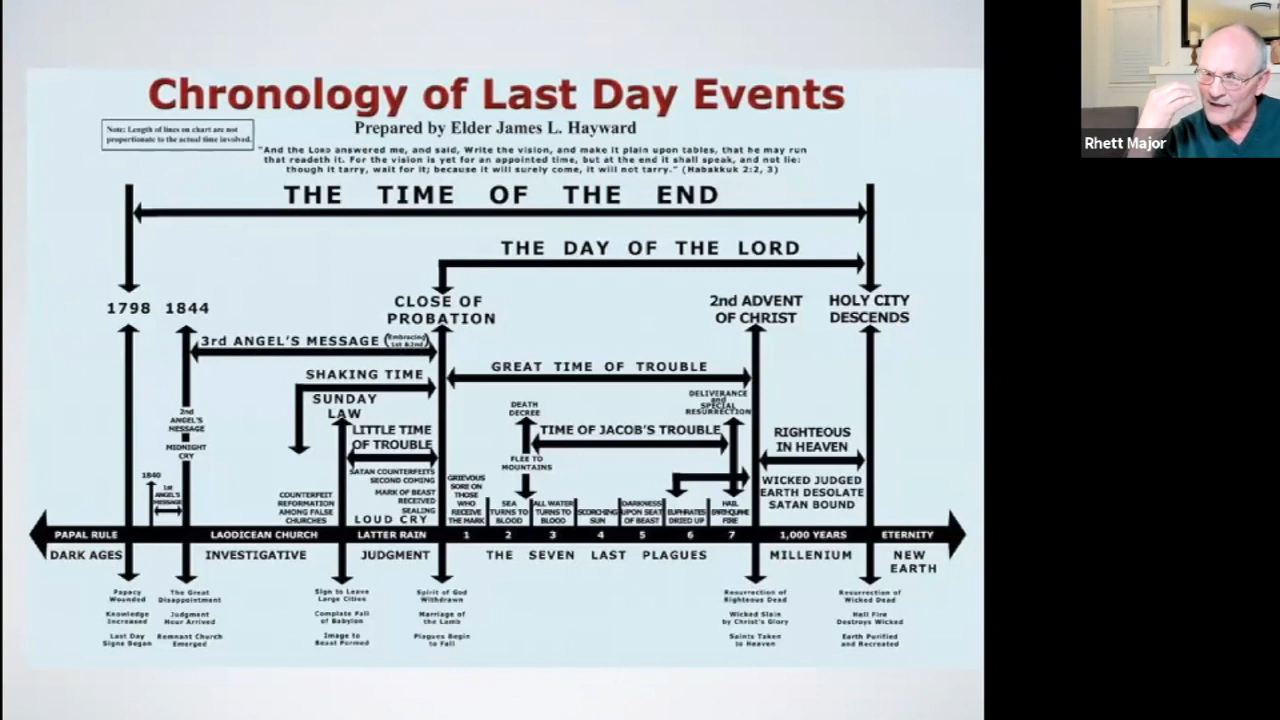 Chronology of Last Day Events
Note: Length of lines on chart are not
proportionate to the actual time involved.
Prepared by Elder James L. Hayward
"And the LORD answered me, and said, Write the vision, and make it plain upon tables, that he may run
that readeth it. For the vision is yet for an appointed time, but at the end it shall speak, and not lie:
though it tarry, wait for it; because it will surely come, it will not tarry." (Habakkuk 2:2, 3)
THE TIME OF THE END
THE DAY OF THE LORD
1798
1844
CLOSE OF
PROBATION
2nd ADVENT
OF CHRIST
HOLY CITY
DESCENDS
3rd ANGEL'S MESSAGE (Embracing
1st & 2nd)
GREAT TIME OF TROUBLE
SHAKING TIME
SUNDAY
LAW
DEATH
DECREE
DELIVERANCE
and
SPECIAL
RESURRECTION
2nd
ANGEL'S
MESSAGE
MIDNIGHT
CRY
LITTLE TIME
OF TROUBLE
TIME OF JACOB'S TROUBLE
RIGHTEOUS
IN HEAVEN
FLEE TO
MOUNTAINS
1840
1st
ANGEL'S
MESSAGE
COUNTERFEIT
REFORMATION
AMONG FALSE
CHURCHES
SATAN COUNTERFEITS
SECOND COMING
MARK OF BEAST
RECEIVED
SEALING
LOUD CRY
GRIEVOUS
SORE ON
THOSE
WHO
RECEIVE
THE MARK
SEA
TURNS TO
BLOOD
ALL WATER
TURNS TO
BLOOD
SCORCHING
SUN
DARKNESS
UPON SEAT
OF BEAST
EUPHRATES
DRIED UP
HAIL
EARTHQUAKE
FIRE
WICKED JUDGED
EARTH DESOLATE
SATAN BOUND
PAPAL RULE
LAODICEAN CHURCH
LATTER RAIN
1 2 3 4 5 6 7
1,000 YEARS
ETERNITY
DARK AGES
INVESTIGATIVE JUDGMENT
THE SEVEN LAST PLAGUES
MILLENIUM
NEW
EARTH
Papacy
Wounded
Knowledge
Increased
Last Day
Signs Began
The Great
Disappointment
Judgment
Hour Arrived
Remnant Church
Emerged
Sign to Leave
Large Cities
Complete Fall
of Babylon
Image to
Beast Formed
Spirit of God
Withdrawn
Marriage of
the Lamb
Plagues Begin
to Fall
Resurrection of
Righteous Dead
Wicked Slain
by Christ's Glory
Saints Taken
to Heaven
Resurrection of
Wicked Dead
Hell Fire
Destroys Wicked
Earth Purified
and Recreated
Rhett Major